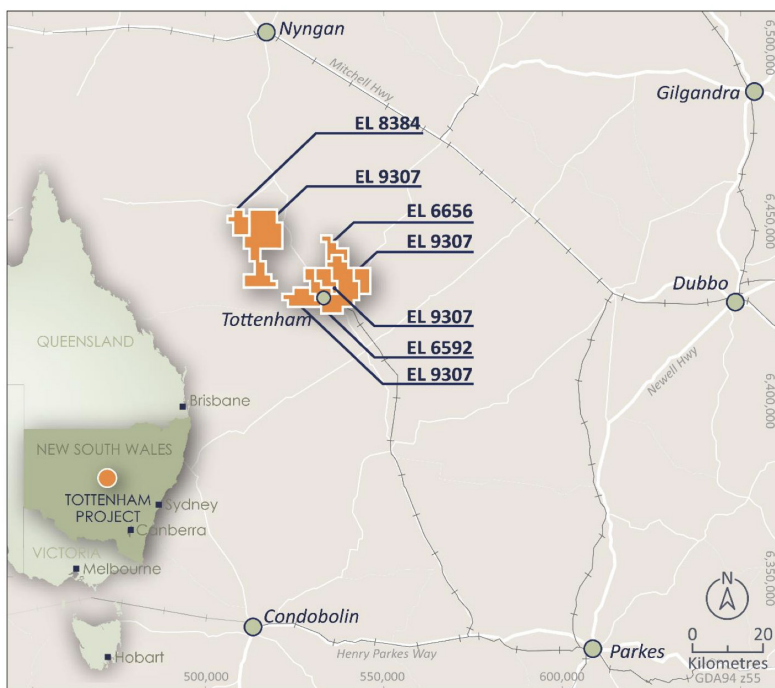 Nyngan
6,500,000
Mitchell Hwy
Gilgandra
EL 8384
EL 9307
EL 6656
6,450,000
EL 9307
Dubbo
Tottenham
EL 9307
QUEENSLAND
EL 6592
Newell Hwy
EL 9307
6,400,000
Brisbane
NEW SOUTH WALES
TOTTENHAM
PROJECT
Sydney
Canberra
VICTORIA
Melbourne
6,350,000
N
Condobolin
Henry Parkes Way
Parkes
0 20
Kilometres
GDA94 z55
Hobart
500,000
550,000
600,000